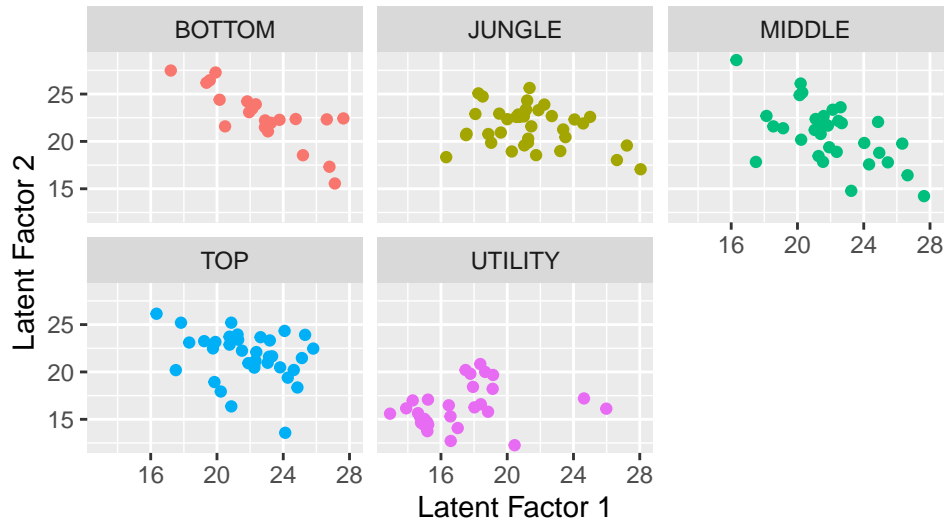 BOTTOM JUNGLE MIDDLE
25
20
15
16 20 24 28
TOP UTILITY
25
20
15
16 20 24 28 16 20 24 28
Latent Factor 1
Latent Factor 2